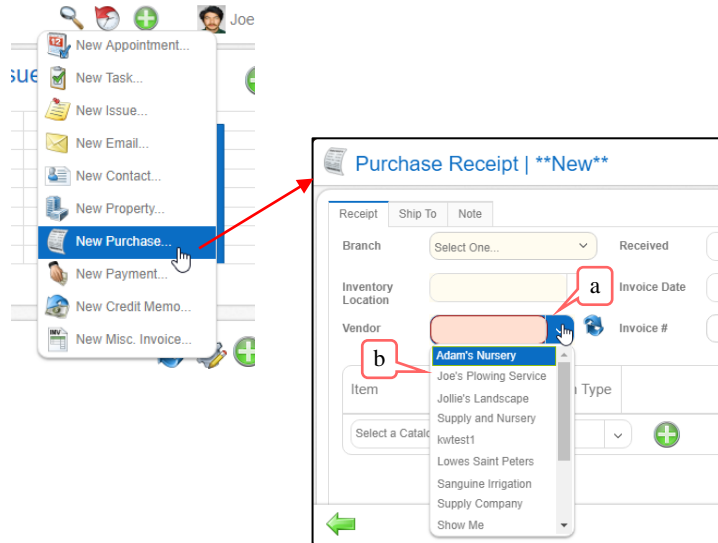 Joe
New Appointment...
sue
New Task...
New Issue...
New Email...
New Contact...
New Property...
New Purchase...
New Payment...
New Credit Memo...
INV
New Misc. Invoice...
Purchase Receipt | **New**
Receipt Ship To Note
Branch Select One... Received
Inventory
Location
a
Invoice Date
Vendor Invoice #
b
Adam's Nursery
Joe's Plowing Service
Jollie's Landscape
Supply and Nursery
kwtest1
Lowes Saint Peters
Sanguine Irrigation
Supply Company
Show Me
Item Type
Select a Catalo